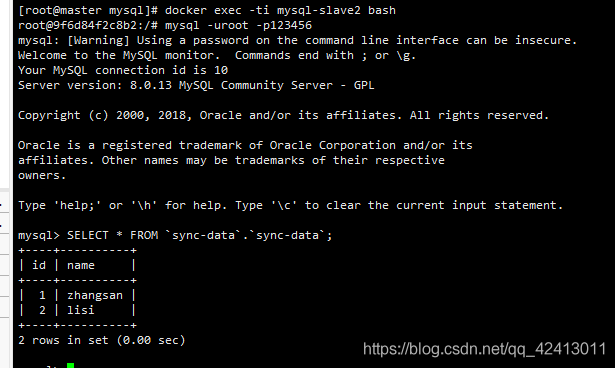 [root@master mysql]# docker exec -ti mysql-slave2 bash
root@9f6d84f2c8b2:/# mysql -uroot -p123456
mysql: [Warning] Using a password on the command line interface can be insecure.
Welcome to the MySQL monitor.  Commands end with ; or \g.
Your MySQL connection id is 10
Server version: 8.0.13 MySQL Community Server - GPL

Copyright (c) 2000, 2018, Oracle and/or its affiliates. All rights reserved.

Oracle is a registered trademark of Oracle Corporation and/or its
affiliates. Other names may be trademarks of their respective
owners.

Type 'help;' or '\h' for help. Type '\c' to clear the current input statement.

mysql> SELECT * FROM `sync-data`.`sync-data`;
+----+----------+
| id | name     |
+----+----------+
|  1 | zhangsan |
|  2 | lisi     |
+----+----------+
2 rows in set (0.00 sec)
https://blog.csdn.net/qq_42413011